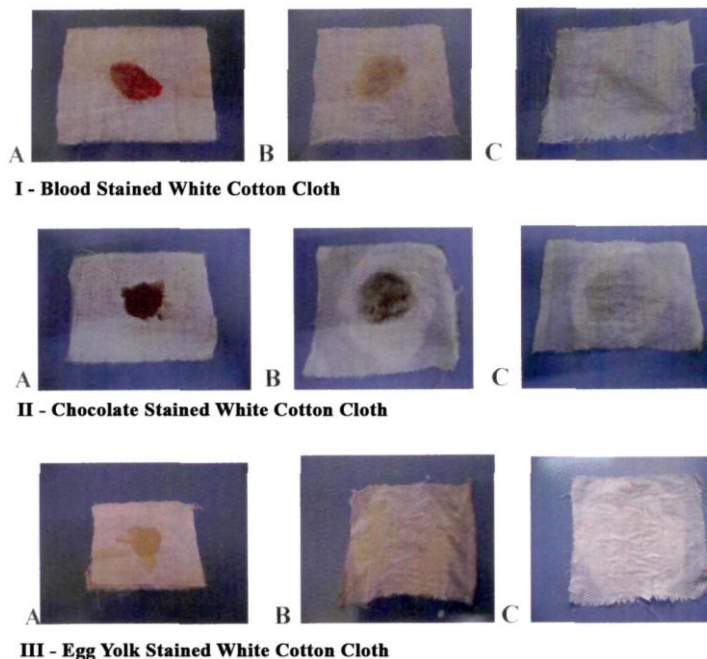 A B C
I - Blood Stained White Cotton Cloth
A B C
II - Chocolate Stained White Cotton Cloth
A B C
III - Egg Yolk Stained White Cotton Cloth